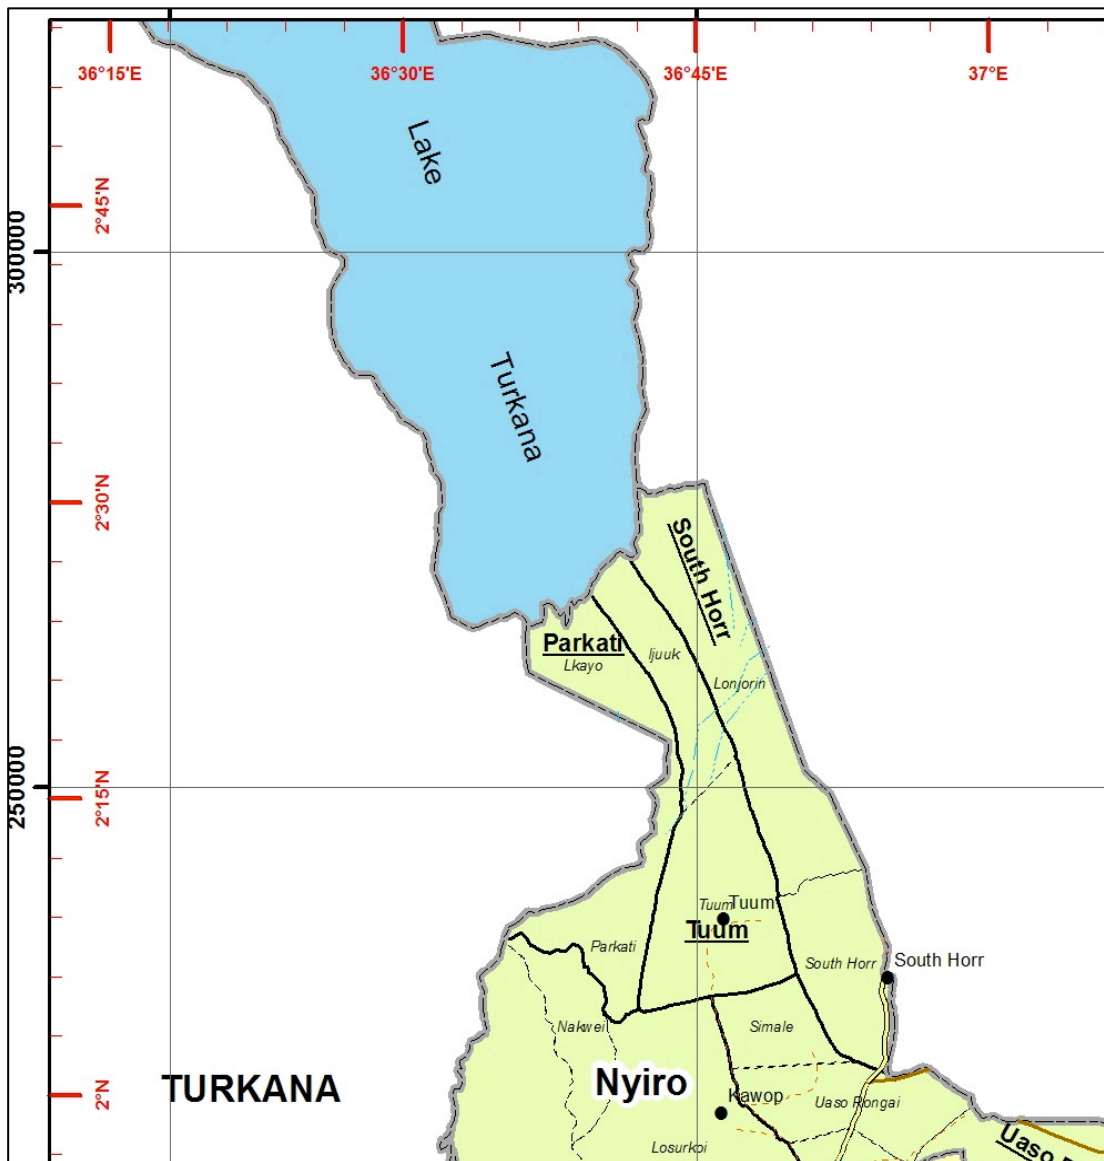 36°15'E
36°30'E
36°45'E
37°E
Lake
2°45'N
300000
Turkana
2°30'N
South Horr
Parkati
Ijuuk
Lkayo
Lonjorin
250000
2°15'N
Tuum
Tuum
Tuum
Parkati
South Horr
South Horr
Nakwei
Simale
Nyiro
TURKANA
2°N
Kawop
Uaso Rongai
Losurkoi
Uaso